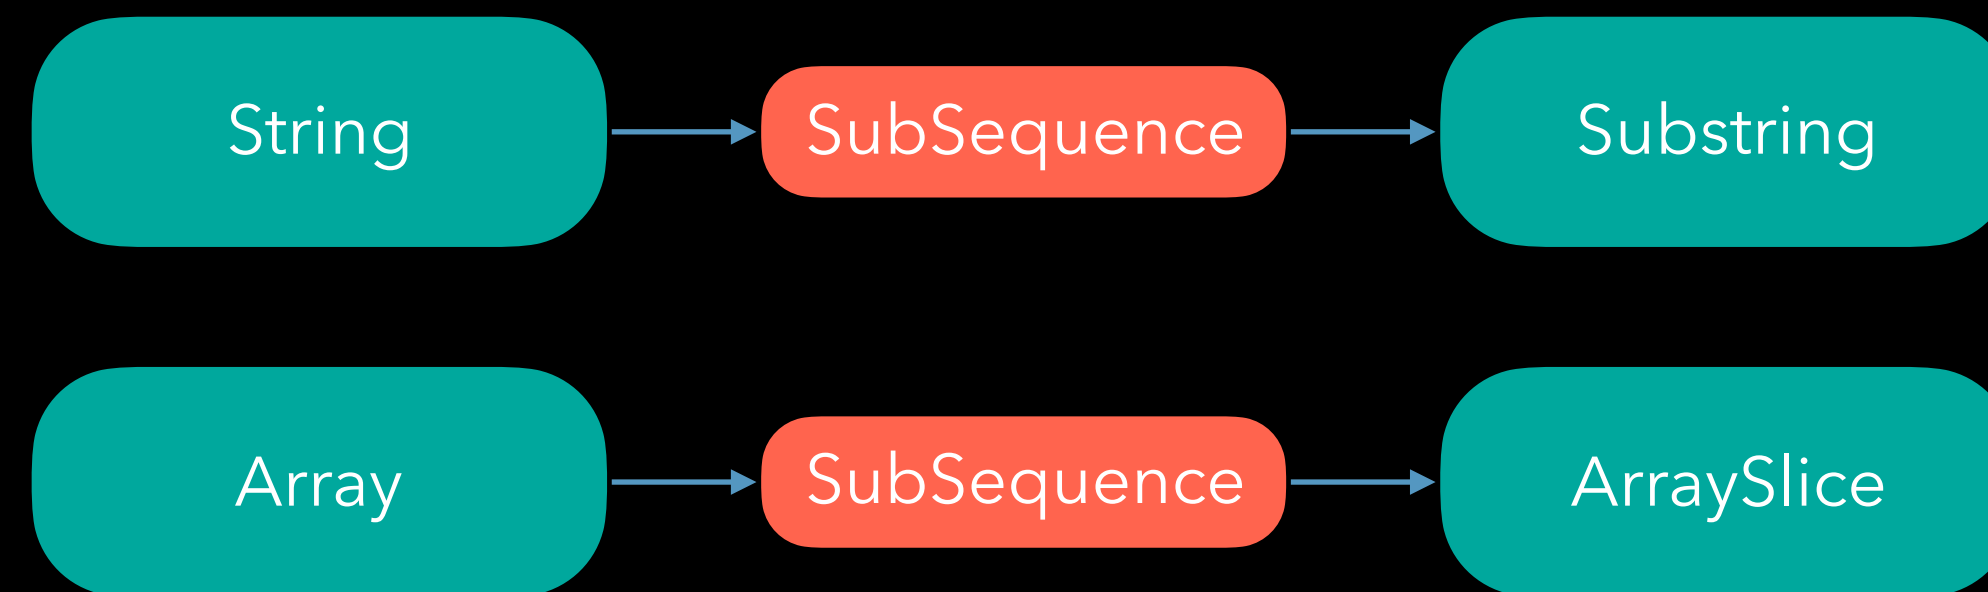 String
SubSequence
Substring
Array
SubSequence
ArraySlice